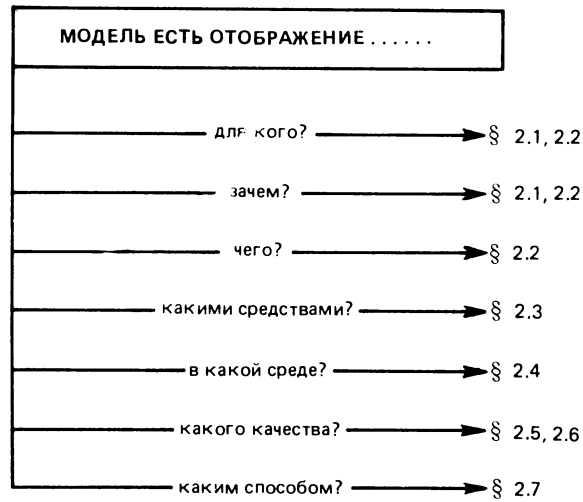 МОДЕЛЬ ЕСТЬ ОТОБРАЖЕНИЕ ......
для кого? § 2.1, 2.2
зачем? § 2.1, 2.2
чего? § 2.2
какими средствами? § 2.3
в какой среде? § 2.4
какого качества? § 2.5, 2.6
каким способом? § 2.7